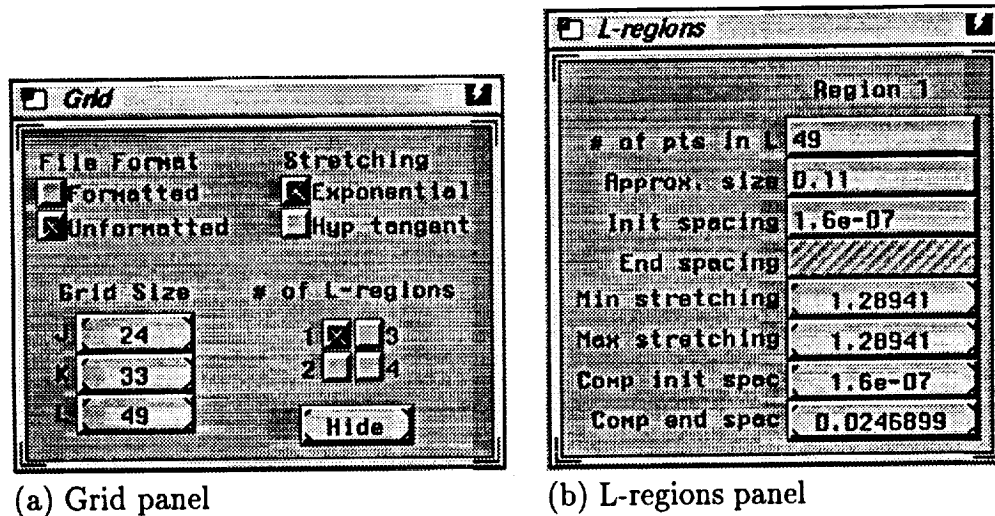 Grid
File Format
Stretching
Formatted
Exponential
Unformatted
Hyp tangent
Grid Size
# of L-regions
J 24
K 33
L 49
1 3
2 4
Hide
(a) Grid panel
L-regions
Region 1
# of pts in L 49
Approx. size 0.11
Init spacing 1.6e-07
End spacing
Min stretching 1.28941
Max stretching 1.28941
Comp init spac 1.6e-07
Comp end spac 0.0246899
(b) L-regions panel